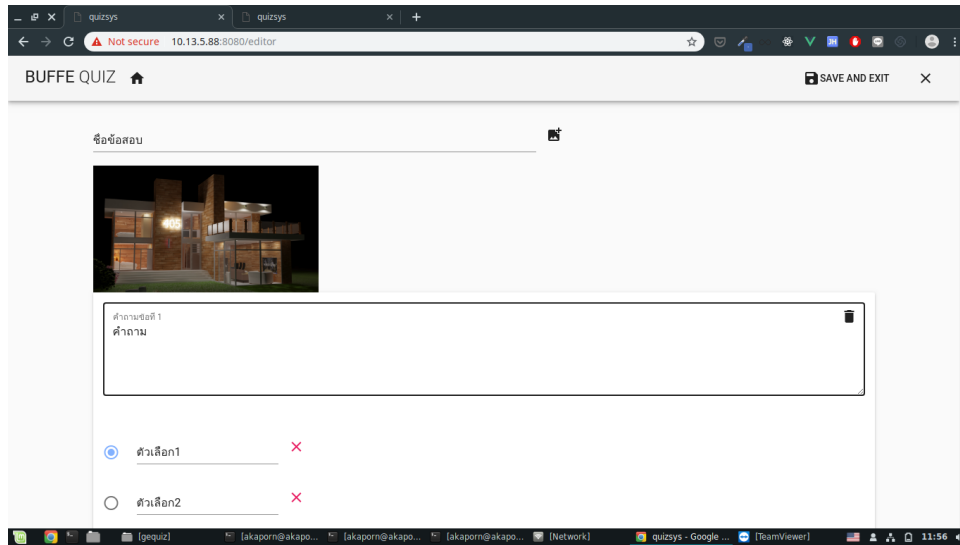 quizsys
quizsys
Not secure 10.13.5.88:8080/editor
BUFFE QUIZ
SAVE AND EXIT
ชื่อข้อสอบ
405
คำถามข้อที่ 1
คำถาม
ตัวเลือก1
ตัวเลือก2
[gequiz]
[akaporn@akapo...
[akaporn@akapo...
[akaporn@akapo...
[Network]
quizsys - Google ...
[TeamViewer]
11:56